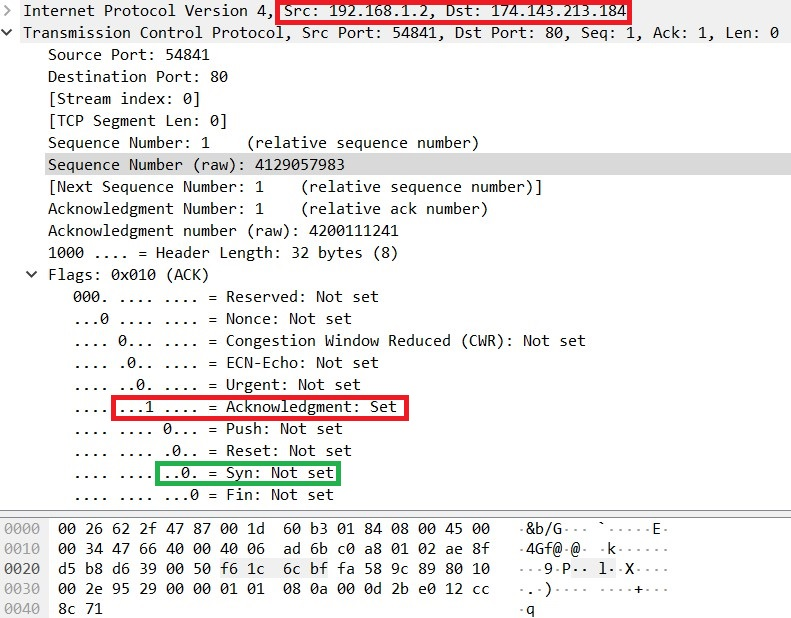 Internet Protocol Version 4, Src: 192.168.1.2, Dst: 174.143.213.184
Transmission Control Protocol, Src Port: 54841, Dst Port: 80, Seq: 1, Ack: 1, Len: 0
Source Port: 54841
Destination Port: 80
[Stream index: 0]
[TCP Segment Len: 0]
Sequence Number: 1    (relative sequence number)
Sequence Number (raw): 4129057983
[Next Sequence Number: 1    (relative sequence number)]
Acknowledgment Number: 1    (relative ack number)
Acknowledgment number (raw): 4200111241
1000 .... = Header Length: 32 bytes (8)
Flags: 0x010 (ACK)
000. .... .... = Reserved: Not set
...0 .... .... = Nonce: Not set
.... 0... .... = Congestion Window Reduced (CWR): Not set
.... .0.. .... = ECN-Echo: Not set
.... ..0. .... = Urgent: Not set
.... ...1 .... = Acknowledgment: Set
.... .... 0... = Push: Not set
.... .... .0.. = Reset: Not set
.... .... ..0. = Syn: Not set
.... .... ...0 = Fin: Not set
0000  00 26 62 2f 47 87 00 1d  60 b3 01 84 08 00 45 00  ·&b/G··· `·····E·
0010  00 34 47 66 40 00 40 06  ad 6b c0 a8 01 02 ae 8f  ·4Gf@·@· ·k······
0020  d5 b8 d6 39 00 50 f6 1c  6c bf fa 58 9c 89 80 10  ···9·P·· l··X····
0030  00 2e 95 29 00 00 01 01  08 0a 00 0d 2b e0 12 cc  ·.·)···· ····+···
0040  8c 71  ·q